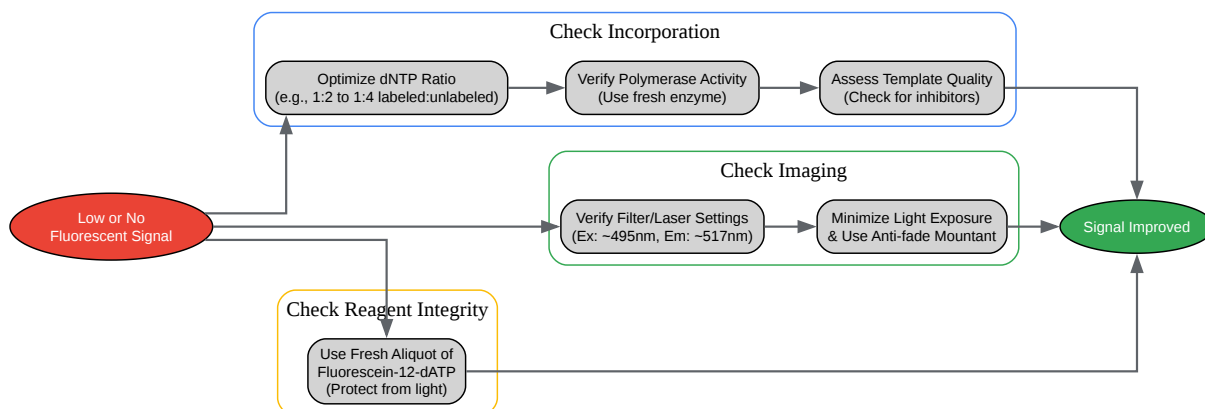 Check Incorporation
Optimize dNTP Ratio
(e.g., 1:2 to 1:4 labeled:unlabeled)
Verify Polymerase Activity
(Use fresh enzyme)
Assess Template Quality
(Check for inhibitors)
Check Imaging
Low or No
Fluorescent Signal
Verify Filter/Laser Settings
(Ex: ~495nm, Em: ~517nm)
Minimize Light Exposure
& Use Anti-fade Mountant
Signal Improved
Check Reagent Integrity
Use Fresh Aliquot of
Fluorescein-12-dATP
(Protect from light)